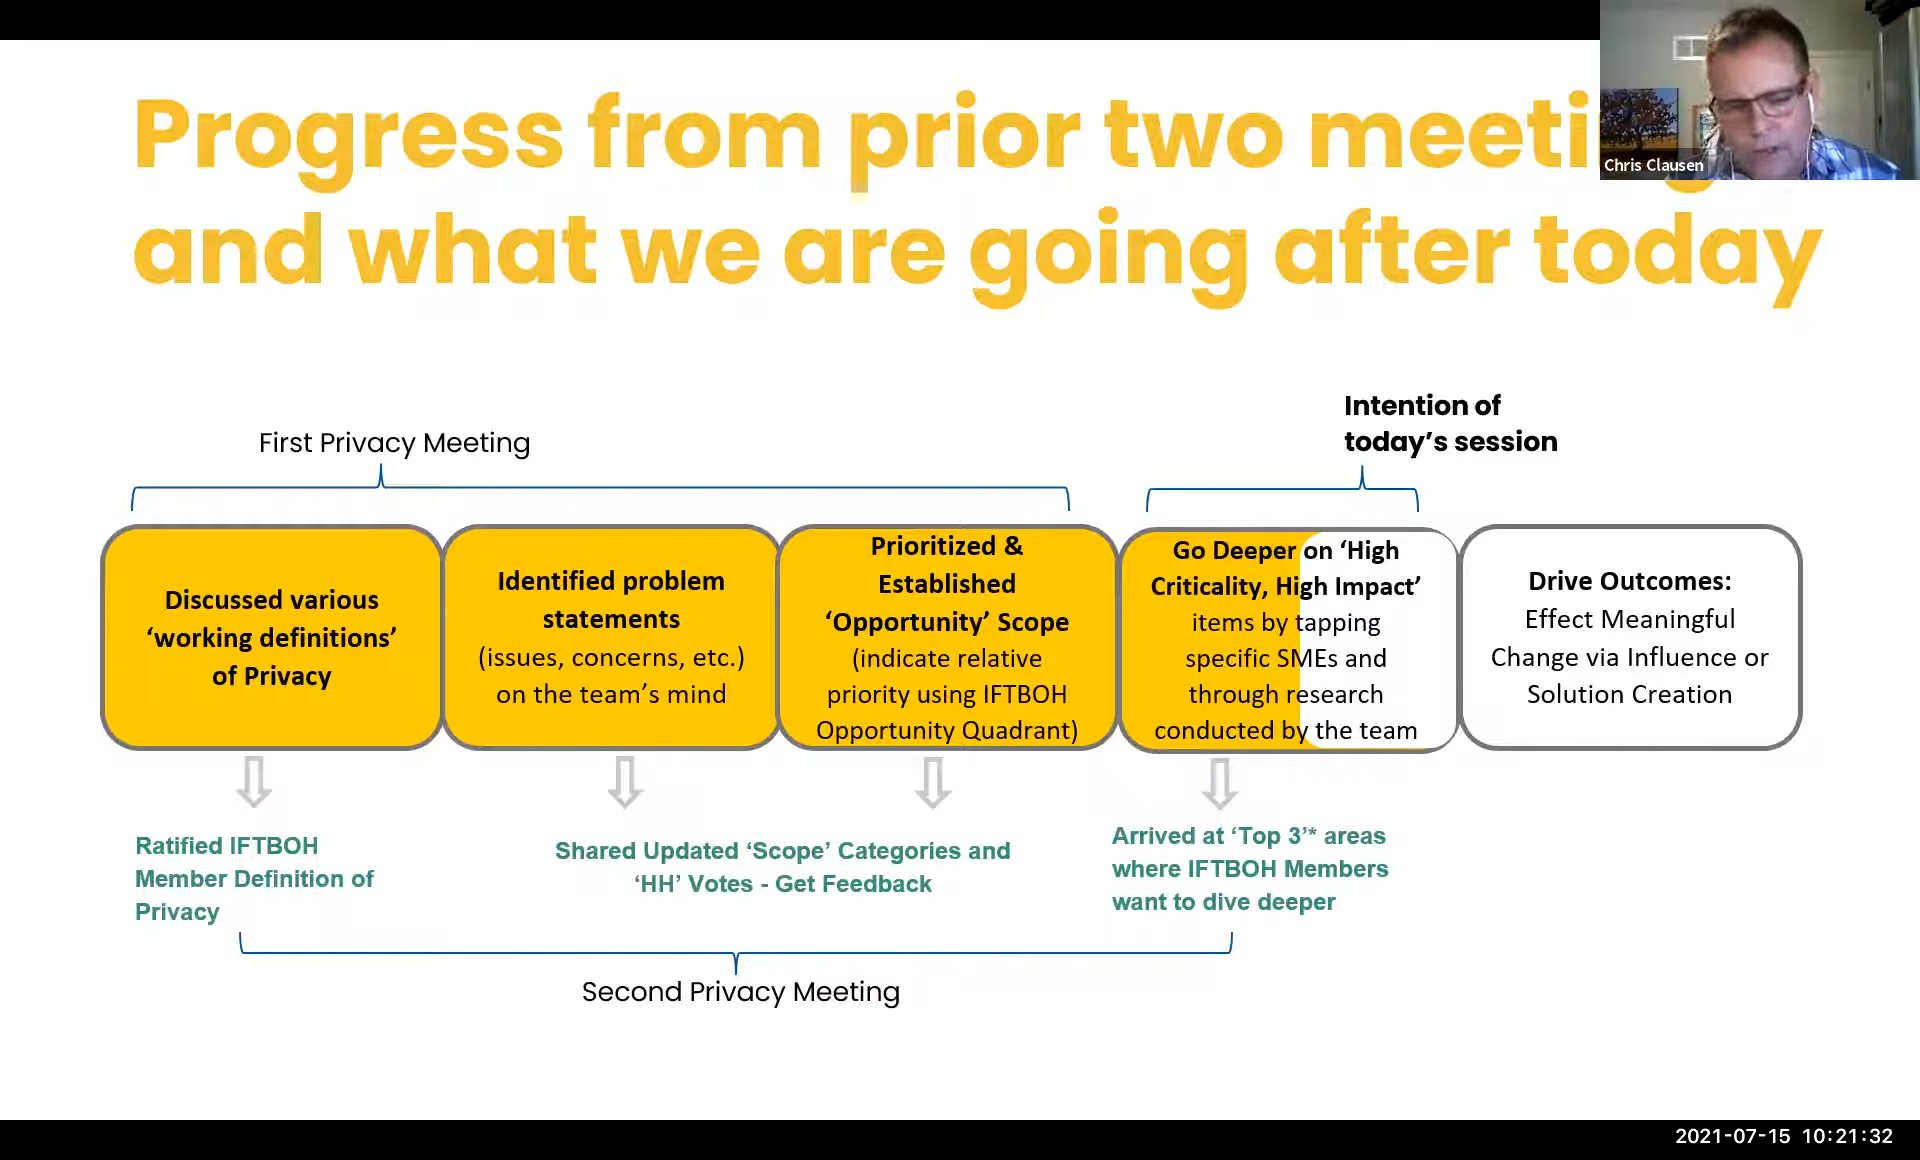 Progress from prior two meeti
and what we are going after today
Chris Clausen
Intention of
today’s session
First Privacy Meeting
Discussed various
‘working definitions’
of Privacy
Identified problem
statements
(issues, concerns, etc.)
on the team’s mind
Prioritized &
Established
‘Opportunity’ Scope
(indicate relative
priority using IFTBOH
Opportunity Quadrant)
Go Deeper on ‘High
Criticality, High Impact’
items by tapping
specific SMEs and
through research
conducted by the team
Drive Outcomes:
Effect Meaningful
Change via Influence or
Solution Creation
Ratified IFTBOH
Member Definition of
Privacy
Shared Updated ‘Scope’ Categories and
‘HH’ Votes - Get Feedback
Arrived at ‘Top 3’* areas
where IFTBOH Members
want to dive deeper
Second Privacy Meeting
2021-07-15 10:21:32